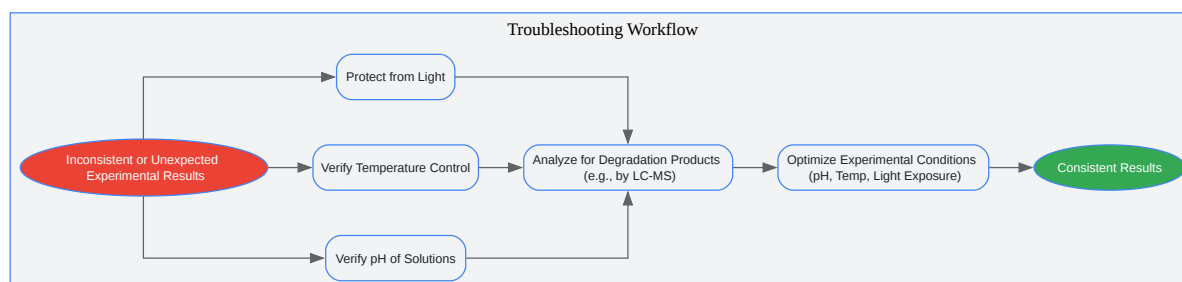 Troubleshooting Workflow
Protect from Light
Inconsistent or Unexpected
Experimental Results
Verify Temperature Control
Analyze for Degradation Products
(e.g., by LC-MS)
Optimize Experimental Conditions
(pH, Temp, Light Exposure)
Consistent Results
Verify pH of Solutions